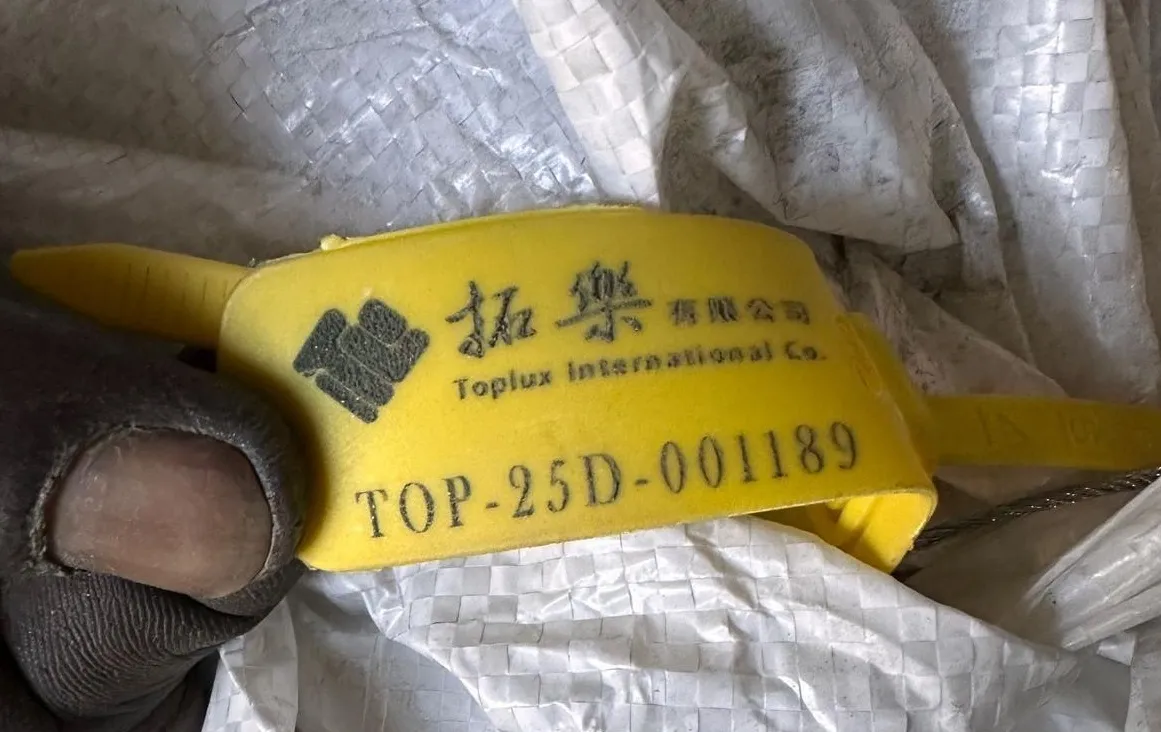 拓樂有限公司
Toplux International Co.
TOP-25D-001189